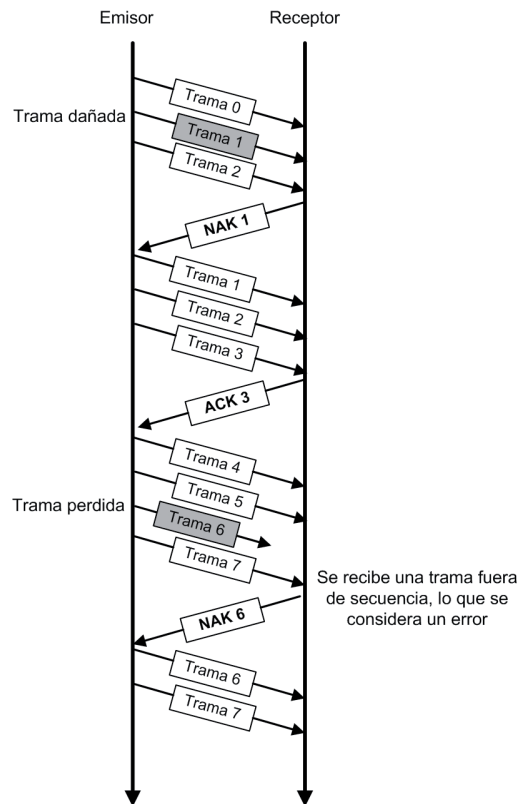 Emisor
Receptor
Trama 0
Trama dañada
Trama 1
Trama 2
NAK 1
Trama 1
Trama 2
Trama 3
ACK 3
Trama 4
Trama 5
Trama perdida
Trama 6
Trama 7
Se recibe una trama fuera
de secuencia, lo que se
considera un error
NAK 6
Trama 6
Trama 7